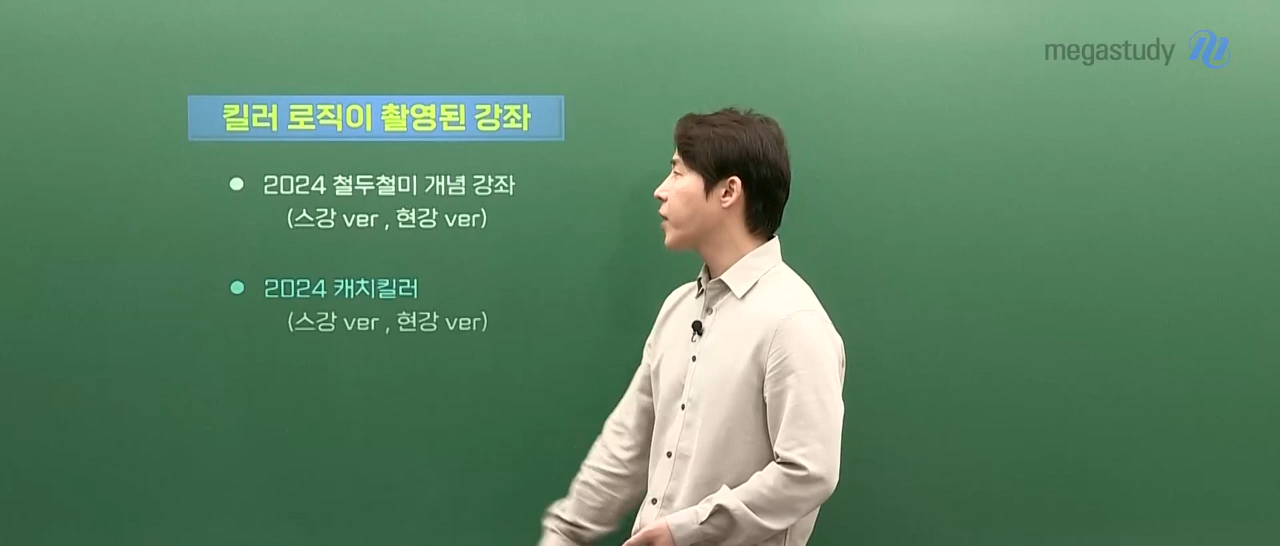 megastudy
킬러 로직이 촬영된 강좌
• 2024 철두철미 개념 강좌
(스강 ver , 현강 ver)
• 2024 캐치킬러
(스강 ver , 현강 ver)